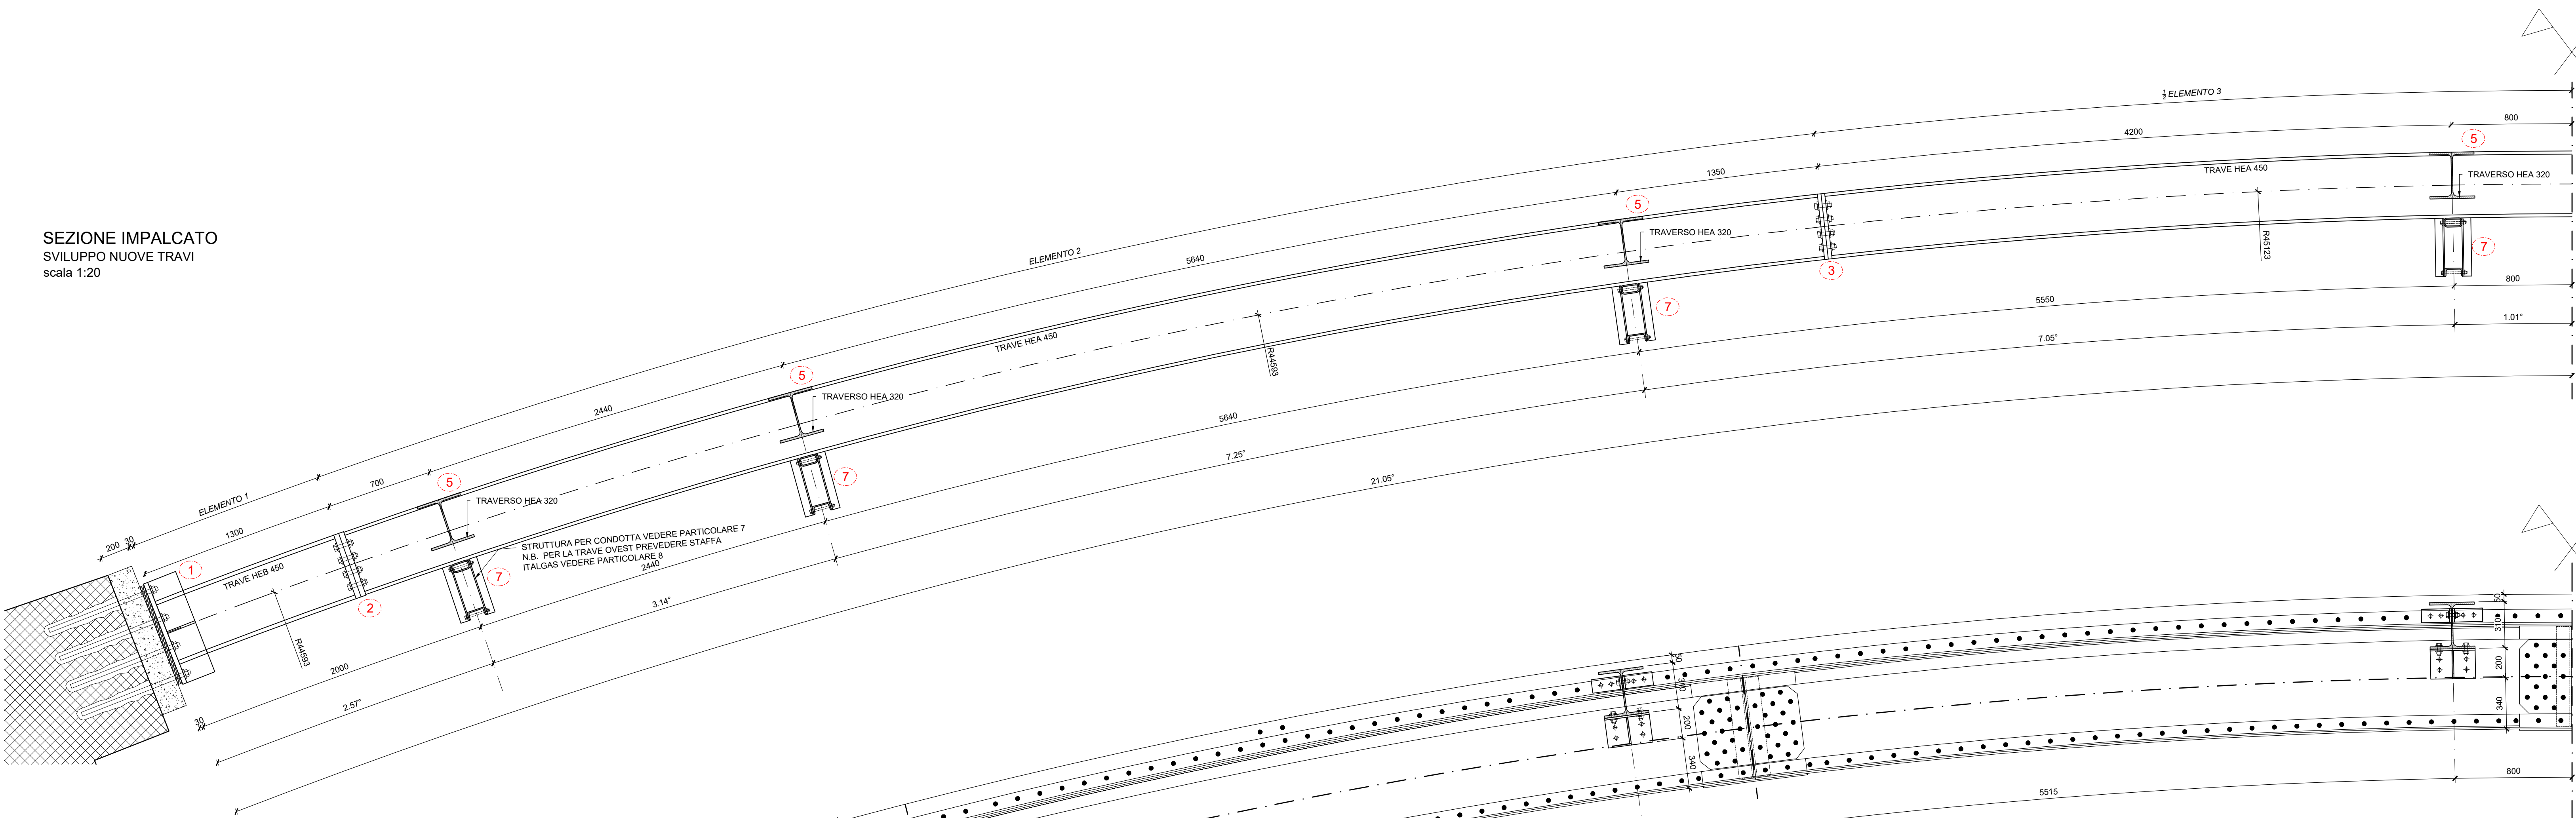 SEZIONE IMPALCATO
SVILUPPO NUOVE TRAVI
scala 1:20
½ ELEMENTO 3
800
4200
5
TRAVE HEA 450
TRAVERSO HEA 320
1350
5
TRAVERSO HEA 320
3
R45123
7
800
ELEMENTO 2
5640
7
5550
1.01°
7.05°
TRAVE HEA 450
R44593
5
TRAVERSO HEA 320
2440
5640
7
7.25°
21.05°
ELEMENTO 1
700
5
TRAVERSO HEA 320
200
30
1300
STRUTTURA PER CONDOTTA VEDERE PARTICOLARE 7
N.B. PER LA TRAVE OVEST PREVEDERE STAFFA
ITALGAS VEDERE PARTICOLARE 8
2440
1
TRAVE HEB 450
7
2
3.14°
R44593
2000
2.57°
30
50
310
200
340
50
310
200
340
800
5515